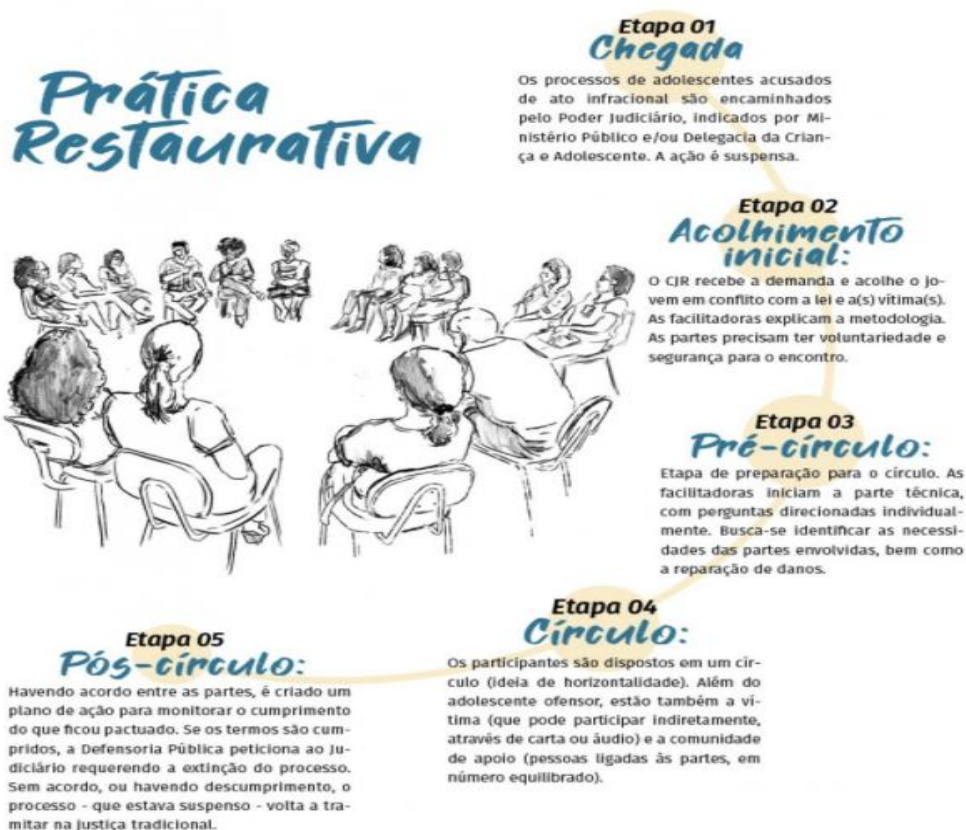 Prática
Restaurativa
Etapa 01
Chegada
Os processos de adolescentes acusados
de ato infracional são encaminhados
pelo Poder Judiciário, indicados por Mi-
nistério Público e/ou Delegacia da Crian-
ça e Adolescente. A ação é suspensa.
Etapa 02
Acolhimento
inicial:
O CJR recebe a demanda e acolhe o jo-
vem em conflito com a lei e a(s) vítima(s).
As facilitadoras explicam a metodologia.
As partes precisam ter voluntariedade e
segurança para o encontro.
Etapa 03
Pré-círculo:
Etapa de preparação para o círculo. As
facilitadoras iniciam a parte técnica,
com perguntas direcionadas individual-
mente. Busca-se identificar as necessi-
dades das partes envolvidas, bem como
a reparação de danos.
Etapa 04
Círculo:
Os participantes são dispostos em um cír-
culo (ideia de horizontalidade). Além do
adolescente ofensor, estão também a ví-
tima (que pode participar indiretamente,
através de carta ou áudio) e a comunidade
de apoio (pessoas ligadas às partes, em
número equilibrado).
Etapa 05
Pós-círculo:
Havendo acordo entre as partes, é criado um
plano de ação para monitorar o cumprimento
do que ficou pactuado. Se os termos são cum-
pridos, a Defensoria Pública peticiona ao Ju-
diciário requerendo a extinção do processo.
Sem acordo, ou havendo descumprimento, o
processo - que estava suspenso - volta a tra-
mitar na justiça tradicional.